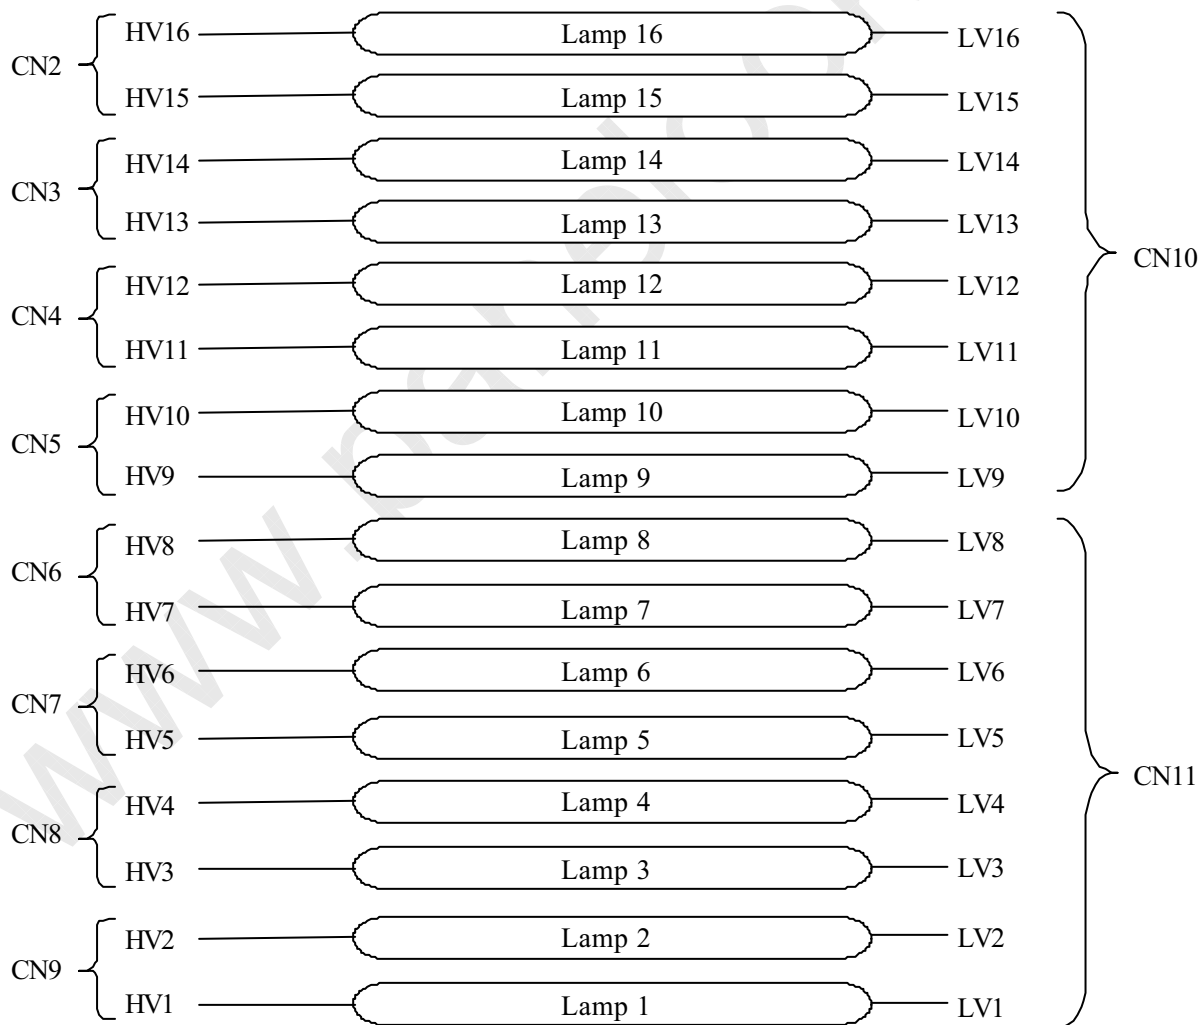 HV16 Lamp 16 LV16
CN2
HV15 Lamp 15 LV15
HV14 Lamp 14 LV14
CN3
HV13 Lamp 13 LV13
CN10
HV12 Lamp 12 LV12
CN4
HV11 Lamp 11 LV11
HV10 Lamp 10 LV10
CN5
HV9 Lamp 9 LV9
HV8 Lamp 8 LV8
CN6
HV7 Lamp 7 LV7
HV6 Lamp 6 LV6
CN7
HV5 Lamp 5 LV5
CN11
HV4 Lamp 4 LV4
CN8
HV3 Lamp 3 LV3
HV2 Lamp 2 LV2
CN9
HV1 Lamp 1 LV1